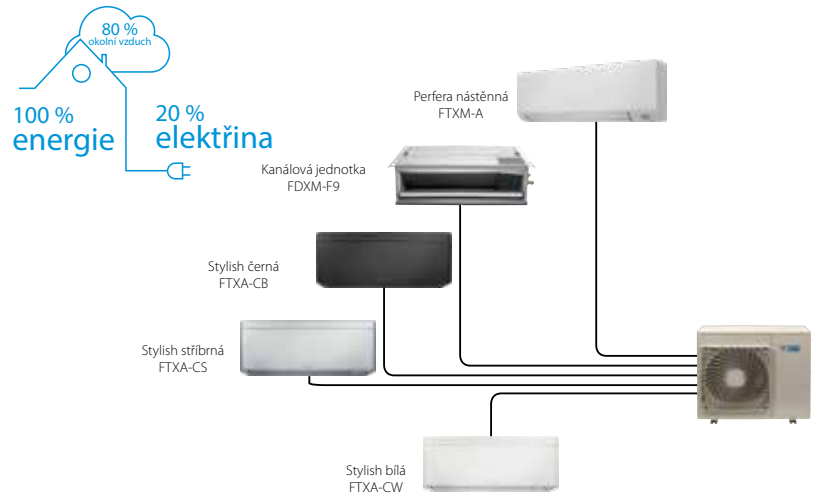 80 %
okolní vzduch
100 %
energie
20 %
elektřina
Perfera nástěnná
FTXM-A
Kanálová jednotka
FDXM-F9
Stylish černá
FTXA-CB
Stylish stříbrná
FTXA-CS
Stylish bílá
FTXA-CW